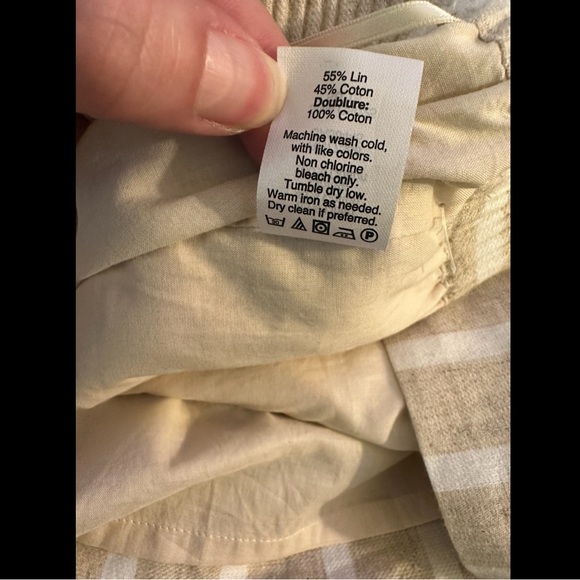 55% Lin
45% Coton
Doublure:
100% Coton
Machine wash cold,
with like colors.
Non chlorine
bleach only.
Tumble dry low.
Warm iron as needed.
Dry clean if preferred.
P